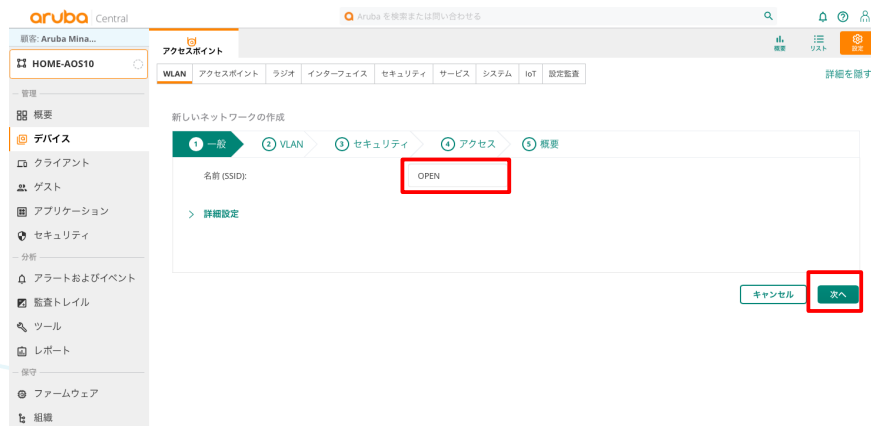 aruba Central
Aruba を検索または問い合わせる
顧客: Aruba Mina...
HOME-AOS10
管理
概要
デバイス
クライアント
ゲスト
アプリケーション
セキュリティ
分析
アラートおよびイベント
監査トレイル
ツール
レポート
保守
ファームウェア
組織
アクセスポイント
概要
リスト
設定
WLAN アクセスポイント ラジオ インターフェイス セキュリティ サービス システム IoT 設定監査
詳細を隠す
新しいネットワークの作成
1 一般 2 VLAN 3 セキュリティ 4 アクセス 5 概要
名前 (SSID): OPEN
詳細設定
キャンセル 次へ